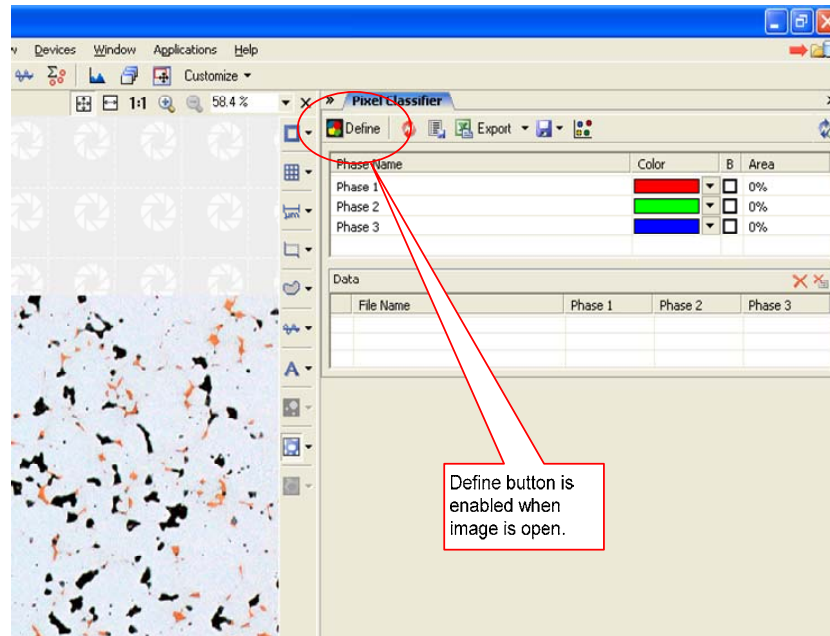 w Devices Window Applications Help
Customize
1:1 58.4 %
» Pixel Classifier
Define Export
µm
A
Phase Name Color B Area
Phase 1 0%
Phase 2 0%
Phase 3 0%
Data
File Name Phase 1 Phase 2 Phase 3
Define button is
enabled when
image is open.